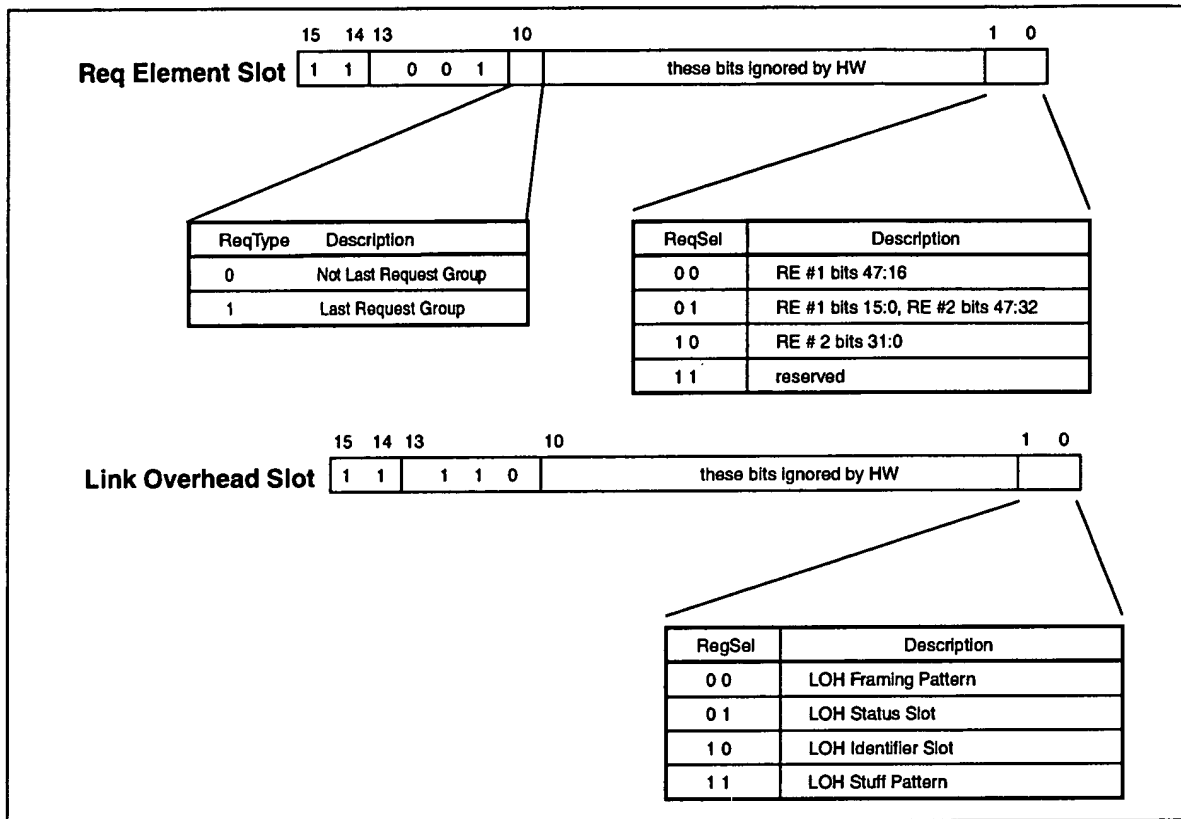 15 14 13 10 1 0
Req Element Slot 1 1 0 0 1 these bits ignored by HW
ReqType Description
0 Not Last Request Group
1 Last Request Group
ReqSel Description
0 0 RE #1 bits 47:16
0 1 RE #1 bits 15:0, RE #2 bits 47:32
1 0 RE # 2 bits 31:0
1 1 reserved
15 14 13 10 1 0
Link Overhead Slot 1 1 1 1 0 these bits ignored by HW
RegSel Description
0 0 LOH Framing Pattern
0 1 LOH Status Slot
1 0 LOH Identifier Slot
1 1 LOH Stuff Pattern